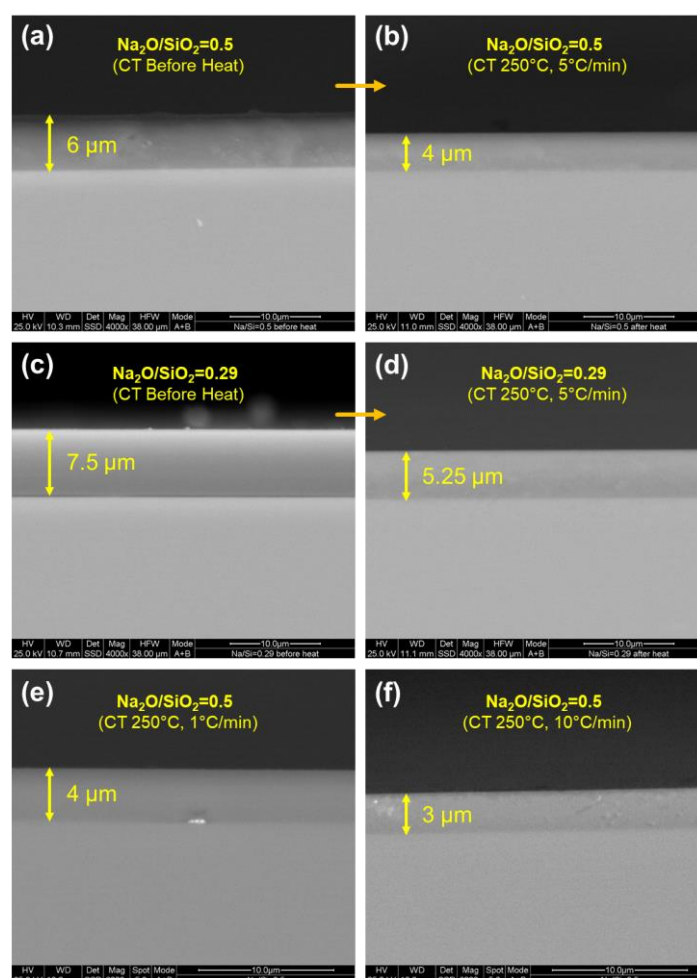 (a)
Na₂O/SiO₂=0.5
(CT Before Heat)
6 µm
HV WD Det Mag HFW Mode 10.0µm
25.0 kV 10.3 mm SSD 4000x 38.00 µm A+B Na/Si=0.5 before heat
(b)
Na₂O/SiO₂=0.5
(CT 250°C, 5°C/min)
4 µm
HV WD Det Mag HFW Mode 10.0µm
25.0 kV 11.0 mm SSD 4000x 38.00 µm A+B Na/Si=0.5 after heat
(c)
Na₂O/SiO₂=0.29
(CT Before Heat)
7.5 µm
HV WD Det Mag HFW Mode 10.0µm
25.0 kV 10.7 mm SSD 4000x 38.00 µm A+B Na/Si=0.29 before heat
(d)
Na₂O/SiO₂=0.29
(CT 250°C, 5°C/min)
5.25 µm
HV WD Det Mag HFW Mode 10.0µm
25.0 kV 11.1 mm SSD 4000x 38.00 µm A+B Na/Si=0.29 after heat
(e)
Na₂O/SiO₂=0.5
(CT 250°C, 1°C/min)
4 µm
HV WD Det Mag Spot Mode 10.0µm
(f)
Na₂O/SiO₂=0.5
(CT 250°C, 10°C/min)
3 µm
HV WD Det Mag HFW Mode 10.0µm